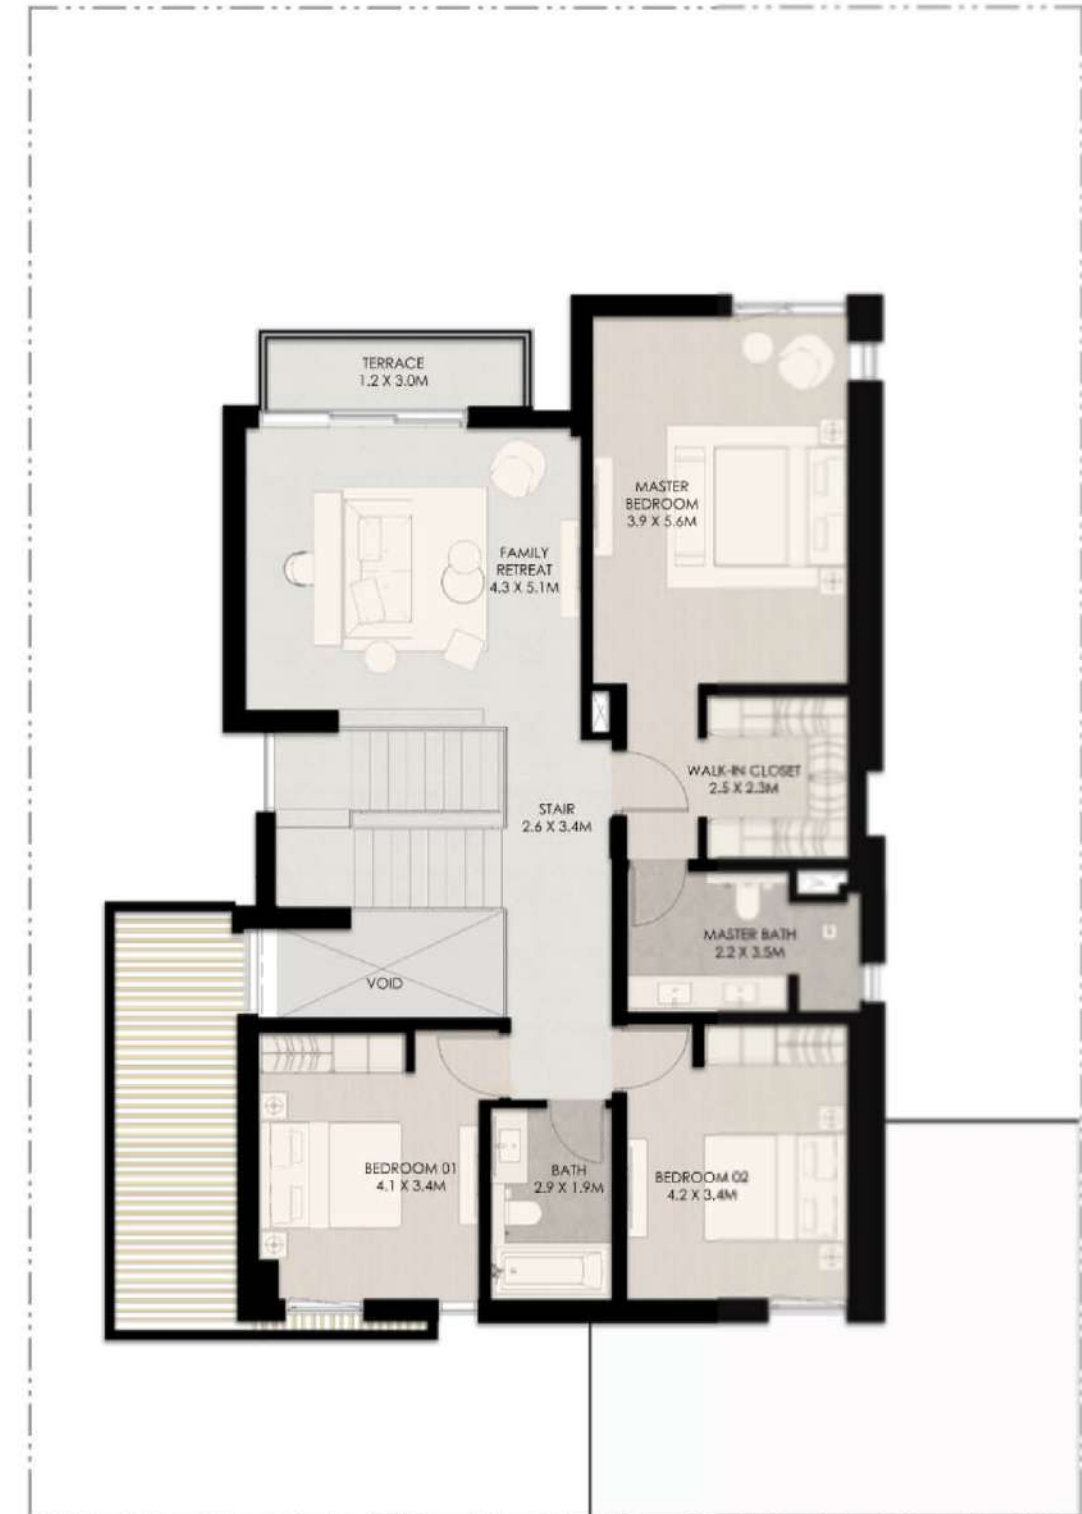 TERRACE
1.2 X 3.0M
MASTER
BEDROOM
3.9 X 5.6M
FAMILY
RETREAT
4.3 X 5.1M
WALK-IN CLOSET
2.5 X 2.3M
STAIR
2.6 X 3.4M
MASTER BATH
2.2 X 3.5M
VOID
BEDROOM 01
4.1 X 3.4M
BATH
2.9 X 1.9M
BEDROOM 02
4.2 X 3.4M